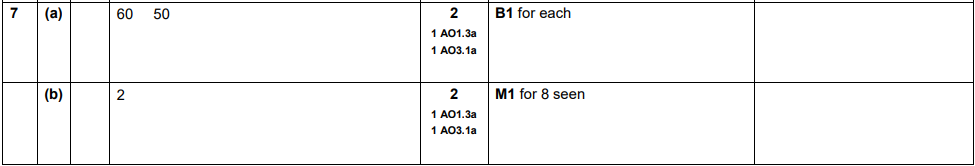 7 (a) 60 50 2 B1 for each
1 AO1.3a
1 AO3.1a
(b) 2 2 M1 for 8 seen
1 AO1.3a
1 AO3.1a